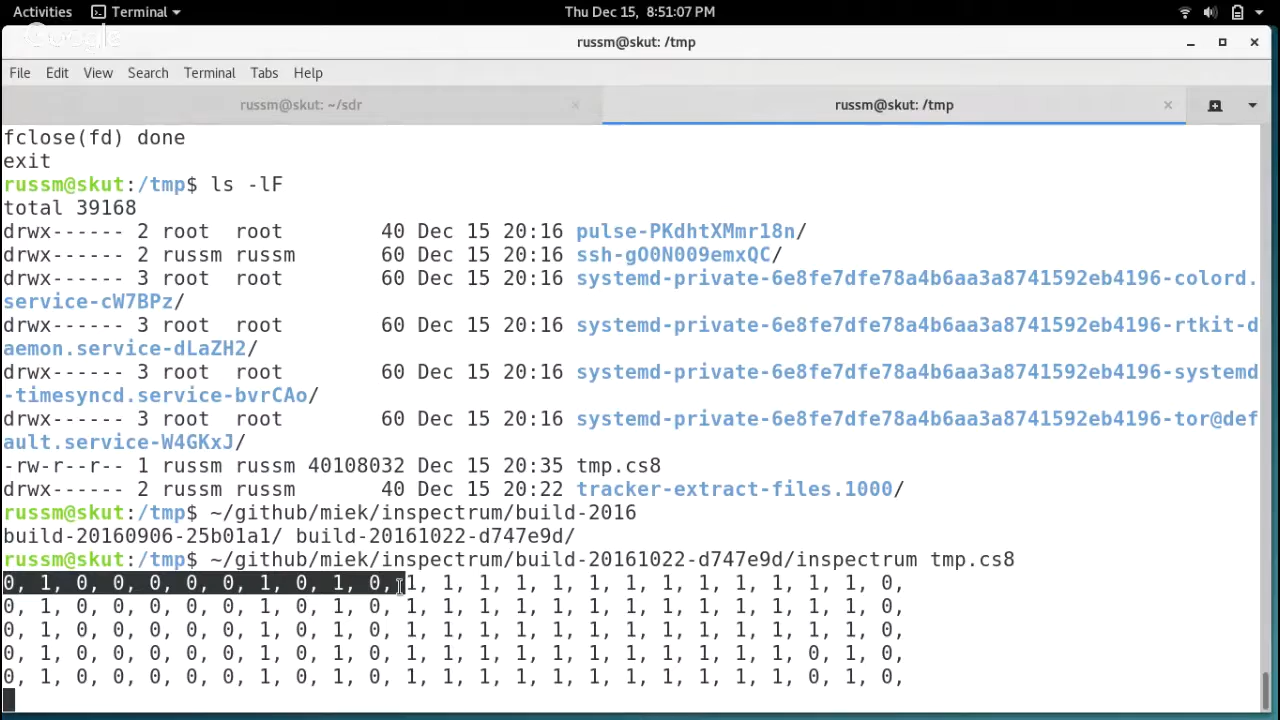 Activities Terminal Thu Dec 15, 8:51:07 PM
Google
russm@skut: /tmp
File Edit View Search Terminal Tabs Help
russm@skut: ~/sdr russm@skut: /tmp
fclose(fd) done
exit
russm@skut:/tmp$ ls -lF
total 39168
drwx------ 2 root root 40 Dec 15 20:16 pulse-PKdhtXMmr18n/
drwx------ 2 russm russm 60 Dec 15 20:16 ssh-gO0N009emxQC/
drwx------ 3 root root 60 Dec 15 20:16 systemd-private-6e8fe7dfe78a4b6aa3a8741592eb4196-colord.
service-cW7BPz/
drwx------ 3 root root 60 Dec 15 20:16 systemd-private-6e8fe7dfe78a4b6aa3a8741592eb4196-rtkit-d
aemon.service-dLaZH2/
drwx------ 3 root root 60 Dec 15 20:16 systemd-private-6e8fe7dfe78a4b6aa3a8741592eb4196-systemd
-timesyncd.service-bvrCAo/
drwx------ 3 root root 60 Dec 15 20:16 systemd-private-6e8fe7dfe78a4b6aa3a8741592eb4196-tor@def
ault.service-W4GKxJ/
-rw-r--r-- 1 russm russm 40108032 Dec 15 20:35 tmp.cs8
drwx------ 2 russm russm 40 Dec 15 20:22 tracker-extract-files.1000/
russm@skut:/tmp$ ~/github/miek/inspectrum/build-2016
build-20160906-25b01a1/ build-20161022-d747e9d/
russm@skut:/tmp$ ~/github/miek/inspectrum/build-20161022-d747e9d/inspectrum tmp.cs8
0, 1, 0, 0, 0, 0, 0, 1, 0, 1, 0, 1, 1, 1, 1, 1, 1, 1, 1, 1, 1, 1, 1, 1, 0,
0, 1, 0, 0, 0, 0, 0, 1, 0, 1, 0, 1, 1, 1, 1, 1, 1, 1, 1, 1, 1, 1, 1, 1, 0,
0, 1, 0, 0, 0, 0, 0, 1, 0, 1, 0, 1, 1, 1, 1, 1, 1, 1, 1, 1, 1, 1, 1, 1, 0,
0, 1, 0, 0, 0, 0, 0, 1, 0, 1, 0, 1, 1, 1, 1, 1, 1, 1, 1, 1, 1, 1, 0, 1, 0,
0, 1, 0, 0, 0, 0, 0, 1, 0, 1, 0, 1, 1, 1, 1, 1, 1, 1, 1, 1, 1, 1, 0, 1, 0,